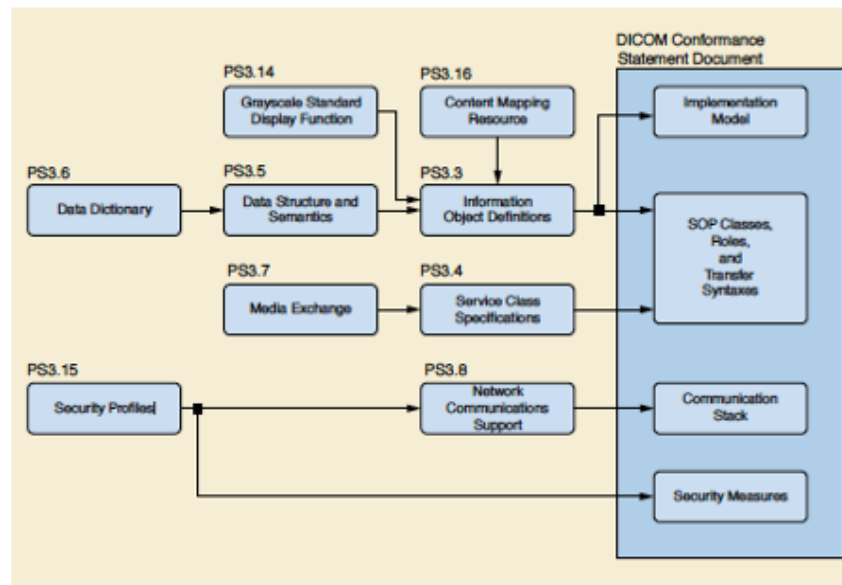 DICOM Conformance
Statement Document
PS3.14
PS3.16
Grayscale Standard
Display Function
Content Mapping
Resource
Implementation
Model
PS3.6
PS3.5
PS3.3
Data Dictionary
Data Structure and
Semantics
Information
Object Definitions
SOP Classes,
Roles,
and
Transfer
Syntaxes
PS3.7
PS3.4
Media Exchange
Service Class
Specifications
PS3.15
PS3.8
Security Profiles
Network
Communications
Support
Communication
Stack
Security Measures